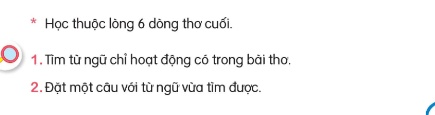 * Học thuộc lòng 6 dòng thơ cuối.
1. Tìm từ ngữ chỉ hoạt động có trong bài thơ.
2. Đặt một câu với từ ngữ vừa tìm được.